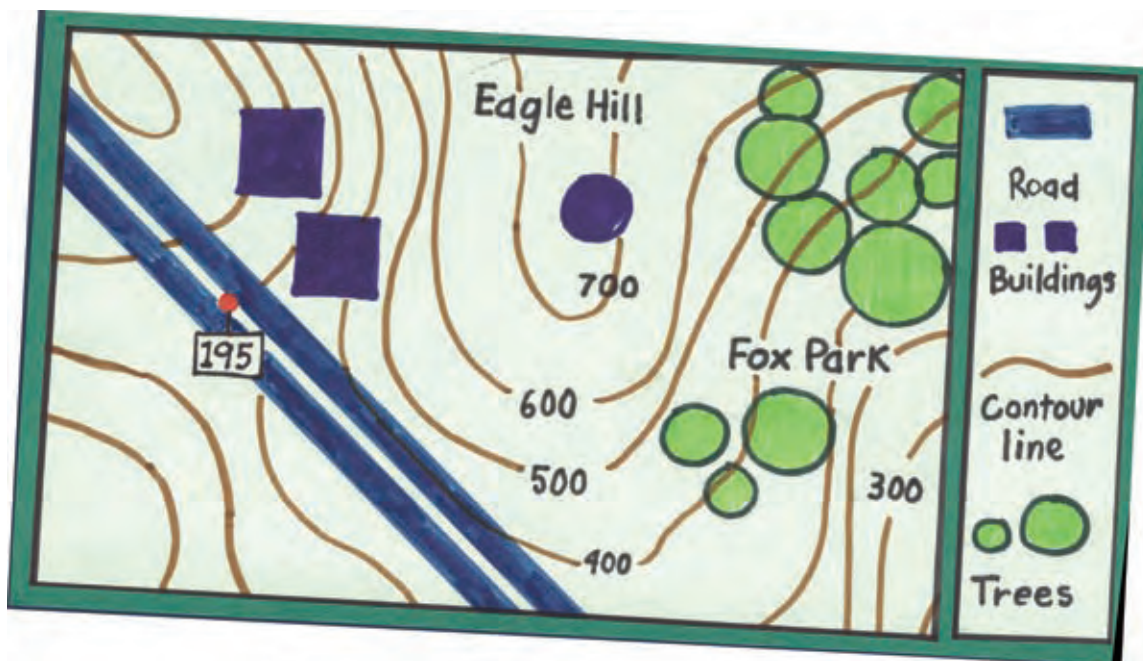 Eagle Hill
700
195
600
500
400
Fox Park
300
Road
Buildings
Contour
line
Trees